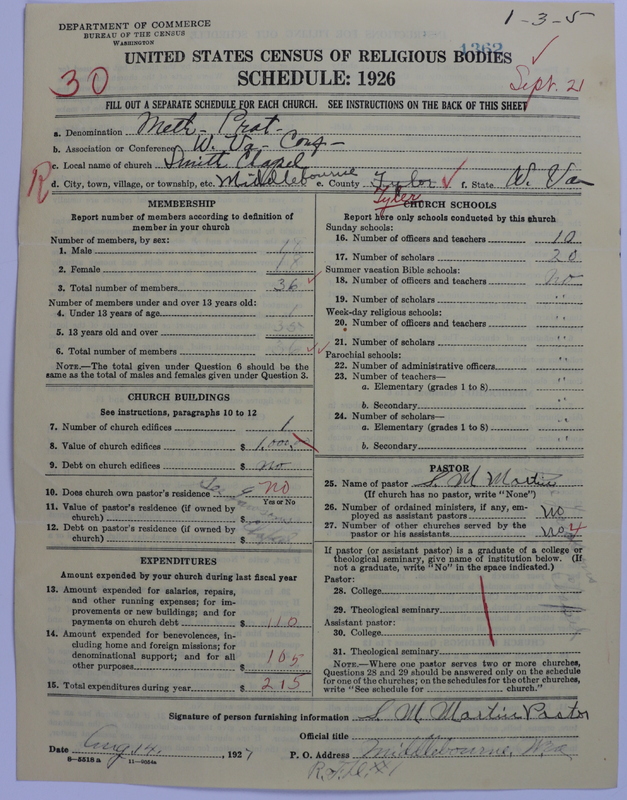 DEPARTMENT OF COMMERCE
BUREAU OF THE CENSUS
WASHINGTON
1-3-5
1362
UNITED STATES CENSUS OF RELIGIOUS BODIES
SCHEDULE: 1926
30
Sept. 21
FILL OUT A SEPARATE SCHEDULE FOR EACH CHURCH. SEE INSTRUCTIONS ON THE BACK OF THIS SHEET
a. Denomination Meth - Prot -
b. Association or Conference W. Va - Conf -
c. Local name of church Smith Chapel
R
d. City, town, village, or township, etc. Middlebourne e. County Tyler f. State W. Va
Tyler
MEMBERSHIP
Report number of members according to definition of member in your church
Number of members, by sex:
1. Male
2. Female
3. Total number of members 36
Number of members under and over 13 years old:
4. Under 13 years of age 1
5. 13 years old and over 35
6. Total number of members
NOTE.—The total given under Question 6 should be the same as the total of males and females given under Question 3.
CHURCH BUILDINGS
See instructions, paragraphs 10 to 12
7. Number of church edifices 1
8. Value of church edifices $ 1,000
9. Debt on church edifices $ no
10. Does church own pastor's residence no
Yes or No
11. Value of pastor's residence (if owned by church) $
12. Debt on pastor's residence (if owned by church) $
EXPENDITURES
Amount expended by your church during last fiscal year
13. Amount expended for salaries, repairs, and other running expenses; for improvements or new buildings; and for payments on church debt $ 110
14. Amount expended for benevolences, including home and foreign missions; for denominational support; and for all other purposes $ 105
15. Total expenditures during year $ 215
CHURCH SCHOOLS
Report here only schools conducted by this church
Sunday schools:
16. Number of officers and teachers 10
17. Number of scholars 20
Summer vacation Bible schools:
18. Number of officers and teachers no
19. Number of scholars "
Week-day religious schools:
20. Number of officers and teachers "
21. Number of scholars "
Parochial schools:
22. Number of administrative officers "
23. Number of teachers—
a. Elementary (grades 1 to 8) "
b. Secondary "
24. Number of scholars—
a. Elementary (grades 1 to 8) "
b. Secondary "
PASTOR
25. Name of pastor S M Martin
(If church has no pastor, write "None")
26. Number of ordained ministers, if any, employed as assistant pastors no
27. Number of other churches served by the pastor or his assistants no 4
If pastor (or assistant pastor) is a graduate of a college or theological seminary, give name of institution below. (If not a graduate, write "No" in the space indicated.)
Pastor:
28. College
29. Theological seminary
Assistant pastor:
30. College
31. Theological seminary
NOTE.—Where one pastor serves two or more churches, Questions 28 and 29 should be answered only on the schedule for one of the churches; on the schedules for the other churches, write "See schedule for church."
Signature of person furnishing information S. M Martin Pastor
Official title
Date Aug 14, 1927 P. O. Address Middlebourne, W.Va
8-5518 a 11-9054a
R.F.D. #1